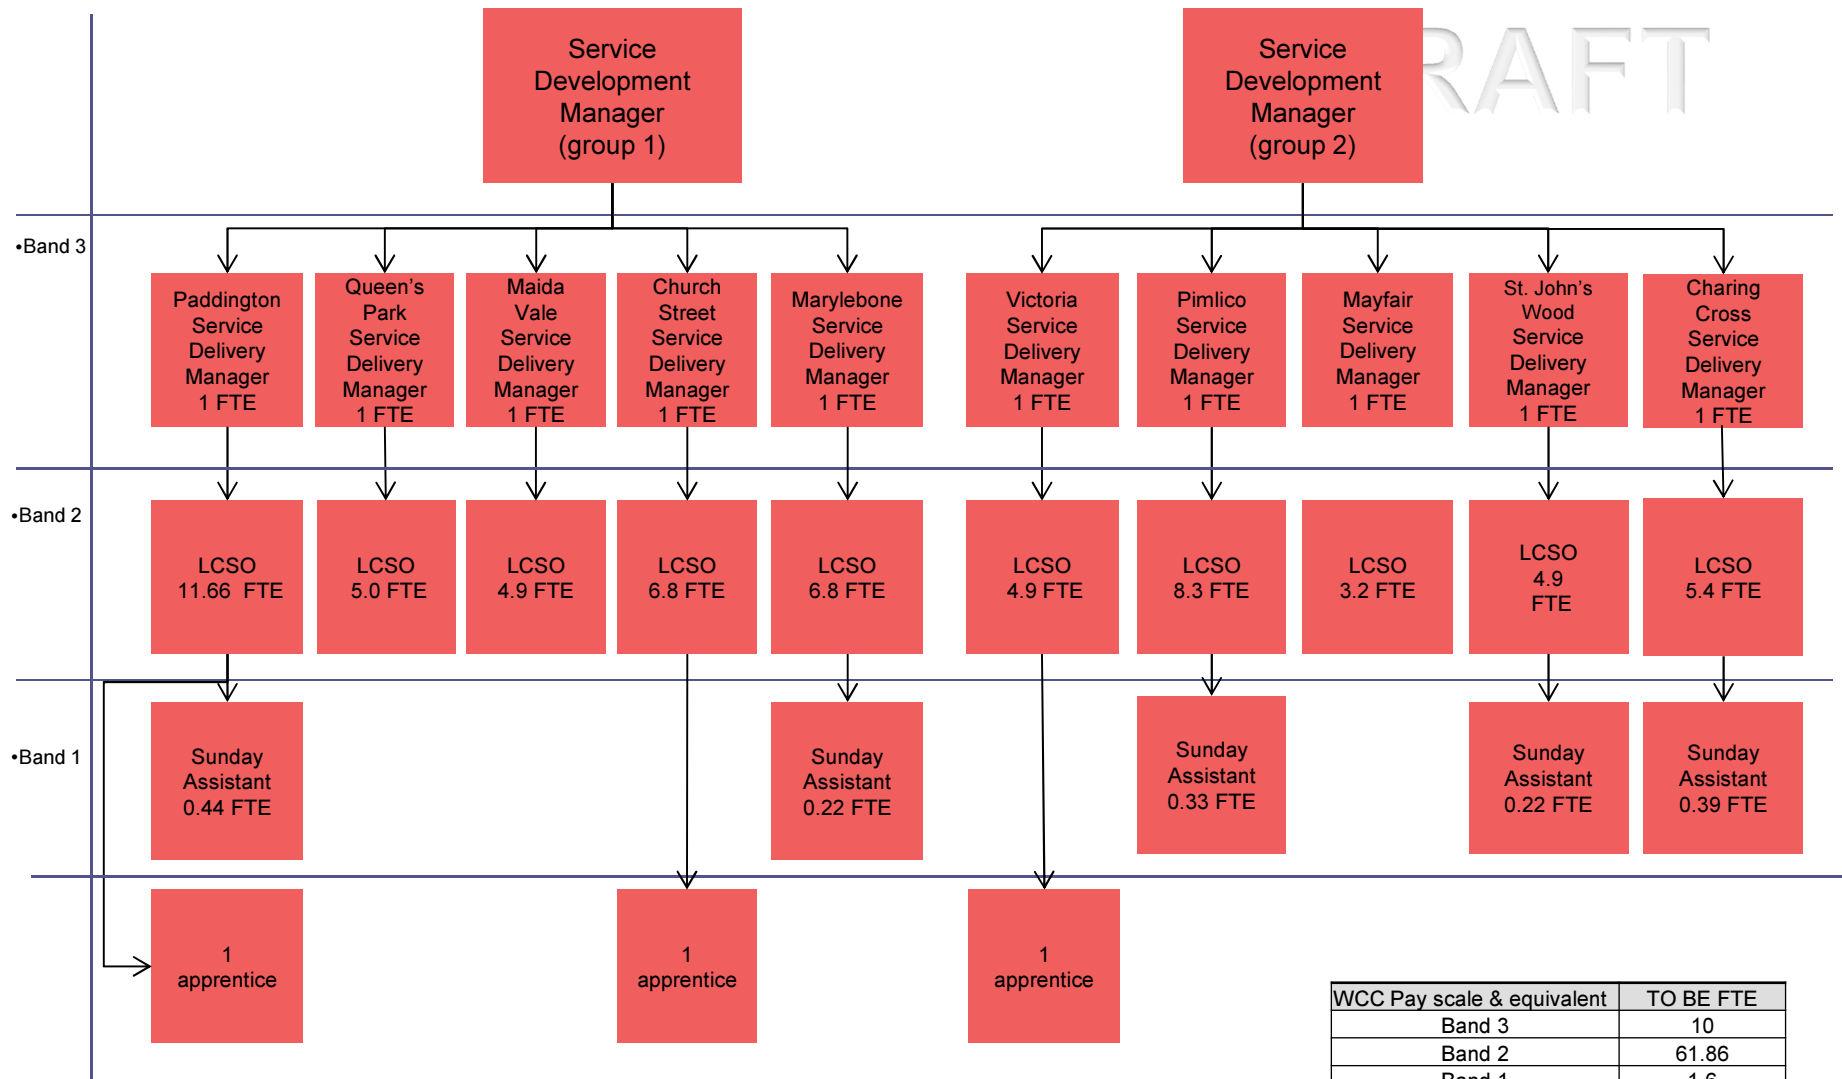 Service
Development
Manager
(group 1)
Service
Development
Manager
(group 2)
RAFT
•Band 3
Paddington
Service
Delivery
Manager
1 FTE
Queen's
Park
Service
Delivery
Manager
1 FTE
Maida
Vale
Service
Delivery
Manager
1 FTE
Church
Street
Service
Delivery
Manager
1 FTE
Marylebone
Service
Delivery
Manager
1 FTE
Victoria
Service
Delivery
Manager
1 FTE
Pimlico
Service
Delivery
Manager
1 FTE
Mayfair
Service
Delivery
Manager
1 FTE
St. John's
Wood
Service
Delivery
Manager
1 FTE
Charing
Cross
Service
Delivery
Manager
1 FTE
•Band 2
LCSO
11.66 FTE
LCSO
5.0 FTE
LCSO
4.9 FTE
LCSO
6.8 FTE
LCSO
6.8 FTE
LCSO
4.9 FTE
LCSO
8.3 FTE
LCSO
3.2 FTE
LCSO
4.9
FTE
LCSO
5.4 FTE
•Band 1
Sunday
Assistant
0.44 FTE
Sunday
Assistant
0.22 FTE
Sunday
Assistant
0.33 FTE
Sunday
Assistant
0.22 FTE
Sunday
Assistant
0.39 FTE
1
apprentice
1
apprentice
1
apprentice
WCC Pay scale & equivalent TO BE FTE
Band 3 10
Band 2 61.86
Band 1 1.6